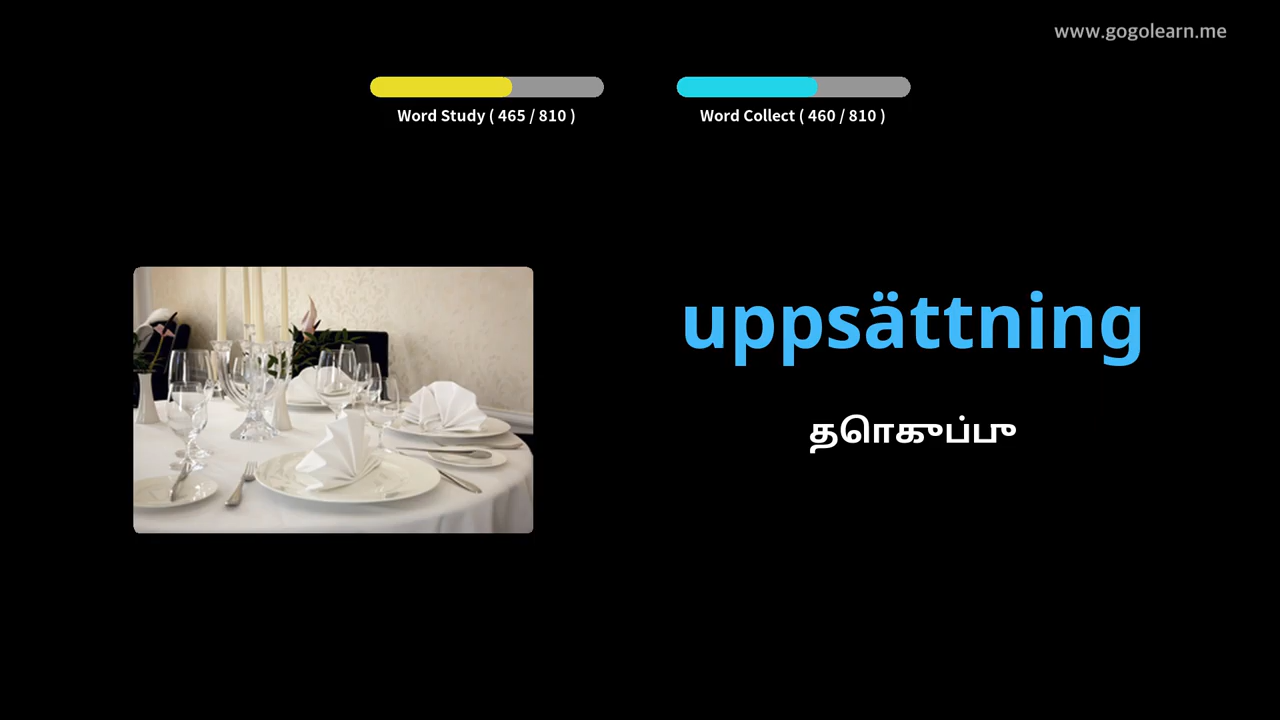 www.gogolearn.me
Word Study ( 465 / 810 )
Word Collect ( 460 / 810 )
uppsättning
தொகுப்பு